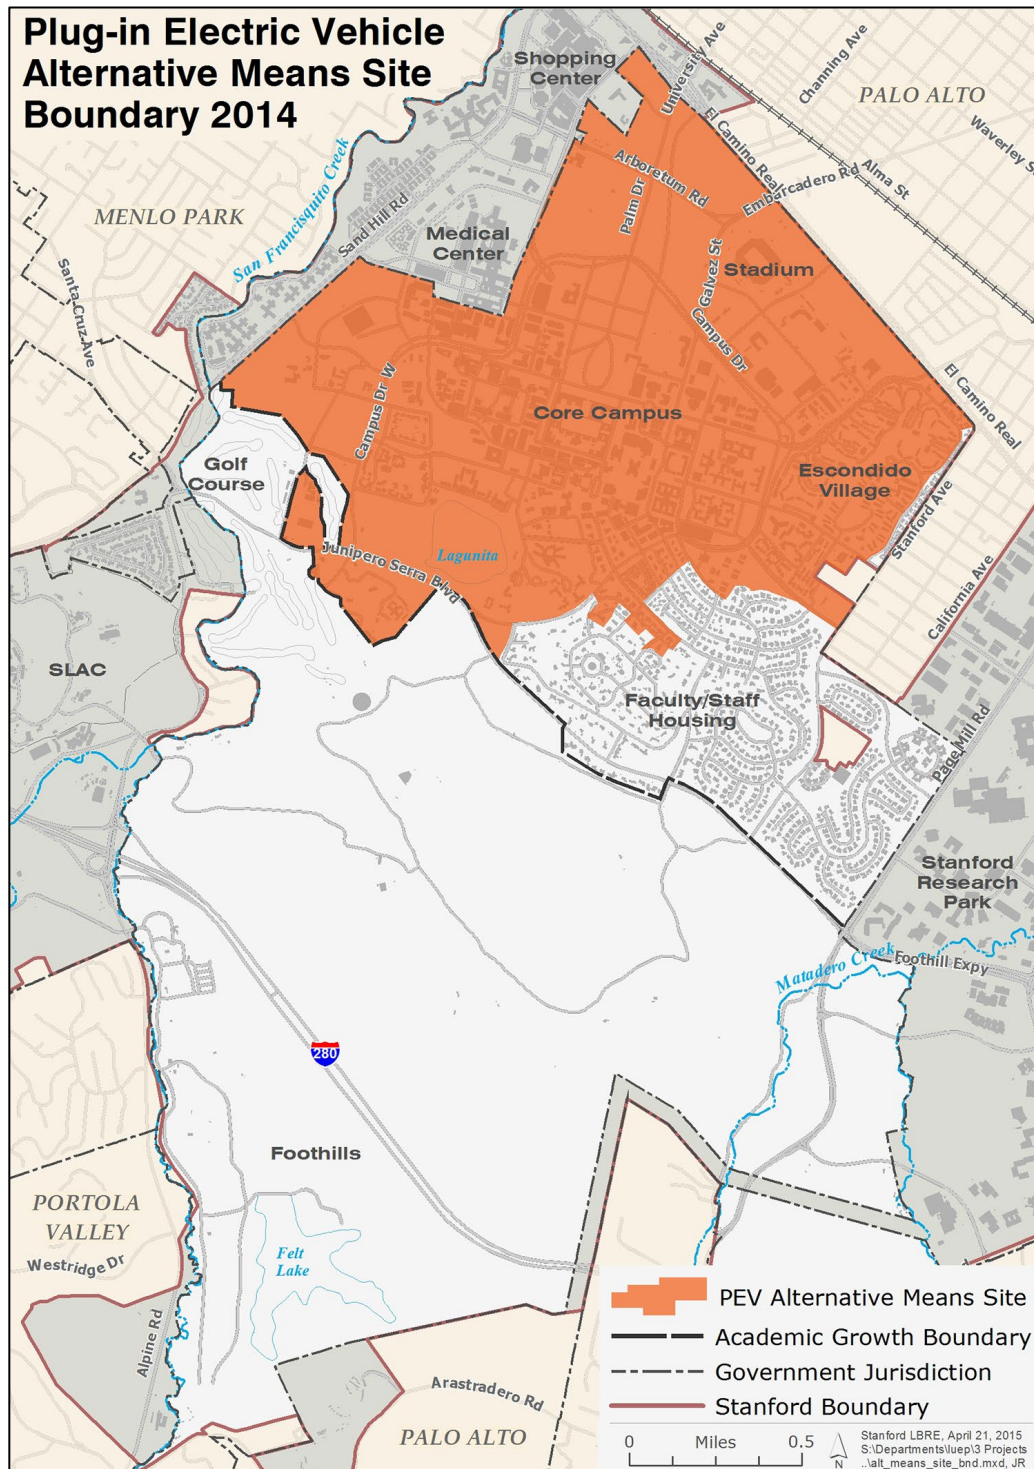 Plug-in Electric Vehicle
Alternative Means Site
Boundary 2014
Shopping
Center
University Ave
Channing Ave
PALO ALTO
Waverley S
El Camino Real
Alma St
Embarcadero Rd
Arboretum Rd
Palm Dr
San Francisquito Creek
Sand Hill Rd
MENLO PARK
Medical
Center
Galvez St
Stadium
Santa Cruz Ave
Campus Dr
Campus Dr W
Core Campus
El Camino Real
Golf
Course
Escondido
Village
Stanford Ave
Junipero Serra Blvd
Lagunita
California Ave
SLAC
Faculty/Staff
Housing
Page Mill Rd
Stanford
Research
Park
Matadero Creek
Foothill Expy
280
Foothills
PORTOLA
VALLEY
Westridge Dr
Felt
Lake
Alpine Rd
Arastradero Rd
PALO ALTO
PEV Alternative Means Site
Academic Growth Boundary
Government Jurisdiction
Stanford Boundary
0 Miles 0.5
N
Stanford LBRE, April 21, 2015
S:\Departments\luep\3 Projects
..\alt_means_site_bnd.mxd, JR